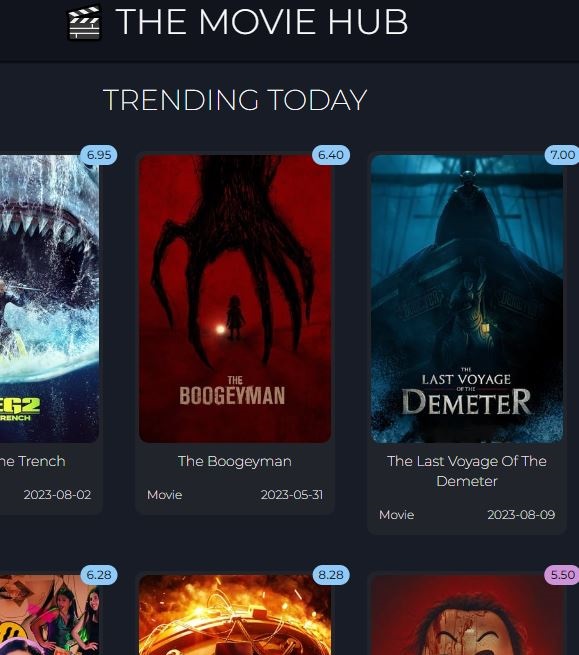 THE MOVIE HUB
TRENDING TODAY
6.95
6.40
7.00
THE
BOOGEYMAN
THE
LAST VOYAGE
OF THE
DEMETER
EG2
RENCH
he Trench
The Boogeyman
The Last Voyage Of The
Demeter
2023-08-02
Movie
2023-05-31
Movie
2023-08-09
6.28
8.28
5.50